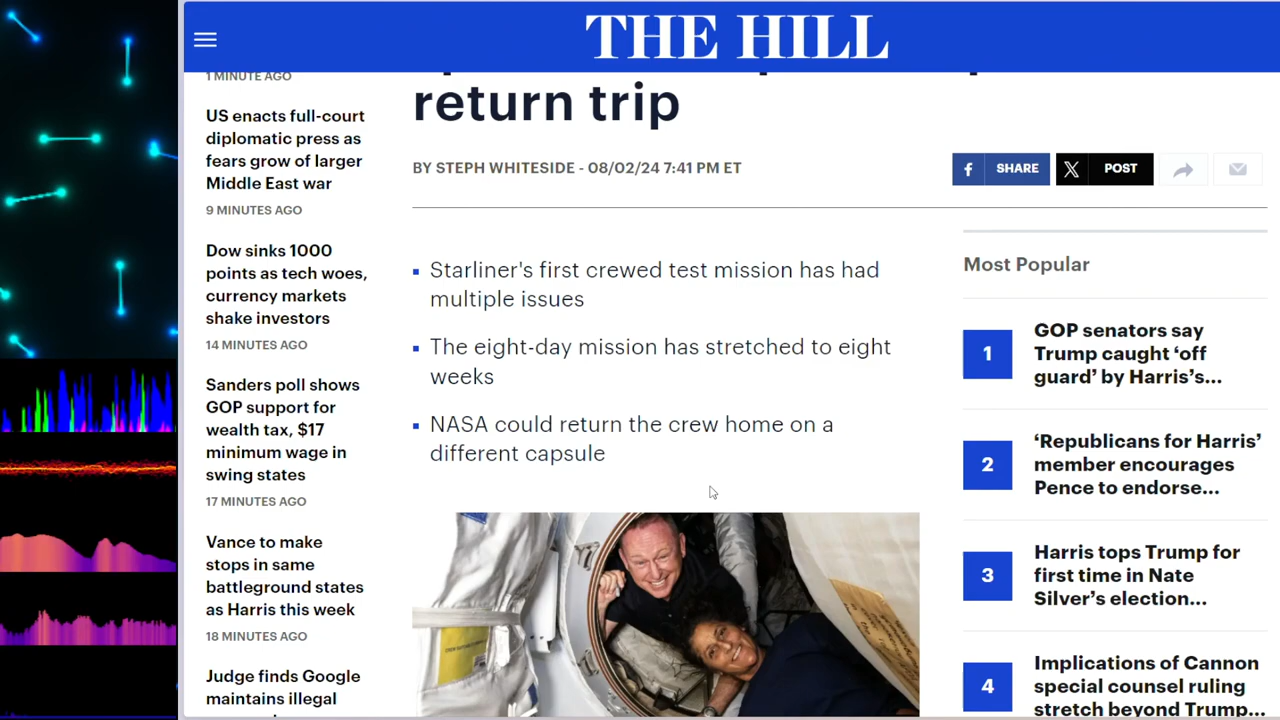 THE HILL
1 MINUTE AGO
US enacts full-court
diplomatic press as
fears grow of larger
Middle East war
9 MINUTES AGO
Dow sinks 1000
points as tech woes,
currency markets
shake investors
14 MINUTES AGO
Sanders poll shows
GOP support for
wealth tax, $17
minimum wage in
swing states
17 MINUTES AGO
Vance to make
stops in same
battleground states
as Harris this week
18 MINUTES AGO
Judge finds Google
maintains illegal
return trip
BY STEPH WHITESIDE - 08/02/24 7:41 PM ET
SHARE
POST
Starliner's first crewed test mission has had
multiple issues
The eight-day mission has stretched to eight
weeks
NASA could return the crew home on a
different capsule
Most Popular
1
GOP senators say
Trump caught ‘off
guard’ by Harris’s...
2
‘Republicans for Harris’
member encourages
Pence to endorse...
3
Harris tops Trump for
first time in Nate
Silver’s election...
4
Implications of Cannon
special counsel ruling
stretch beyond Trump...